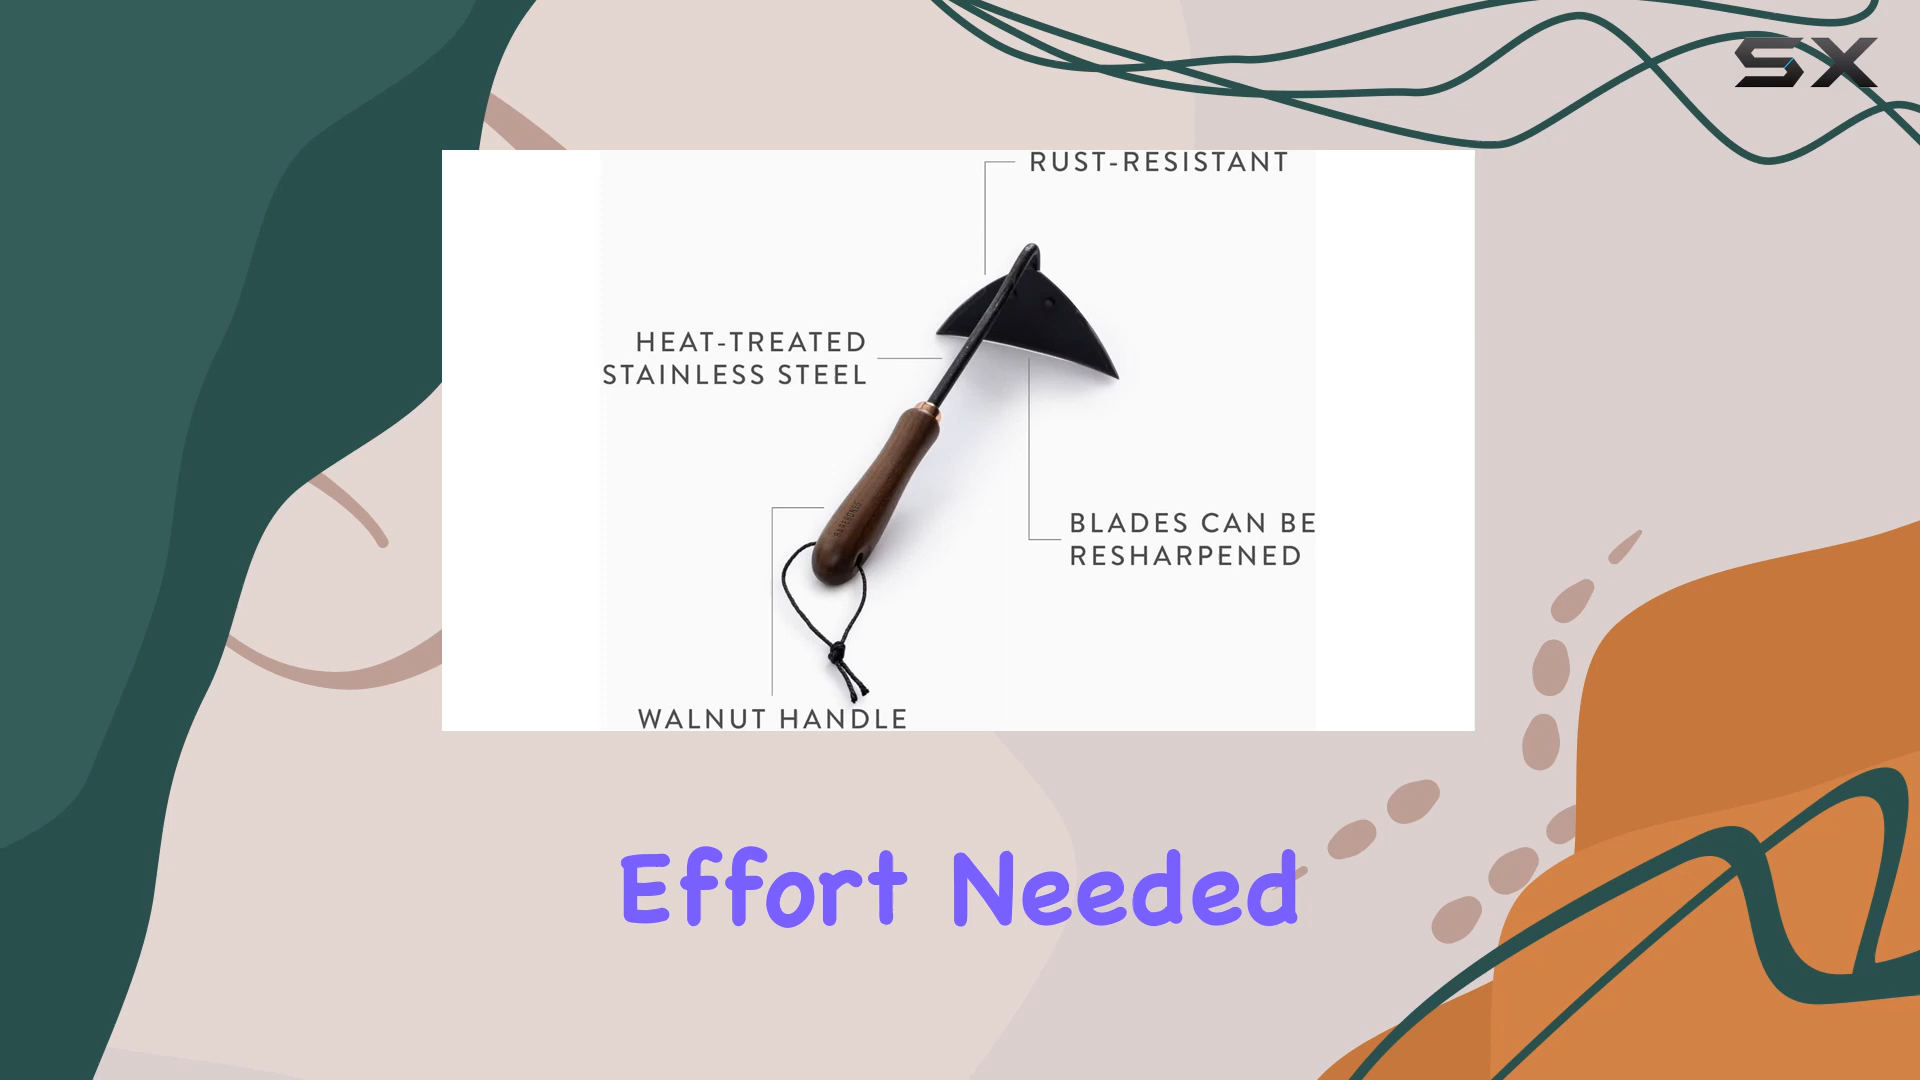 SX
RUST-RESISTANT
HEAT-TREATED
STAINLESS STEEL
BLADES CAN BE
RESHARPENED
WALNUT HANDLE
Effort Needed